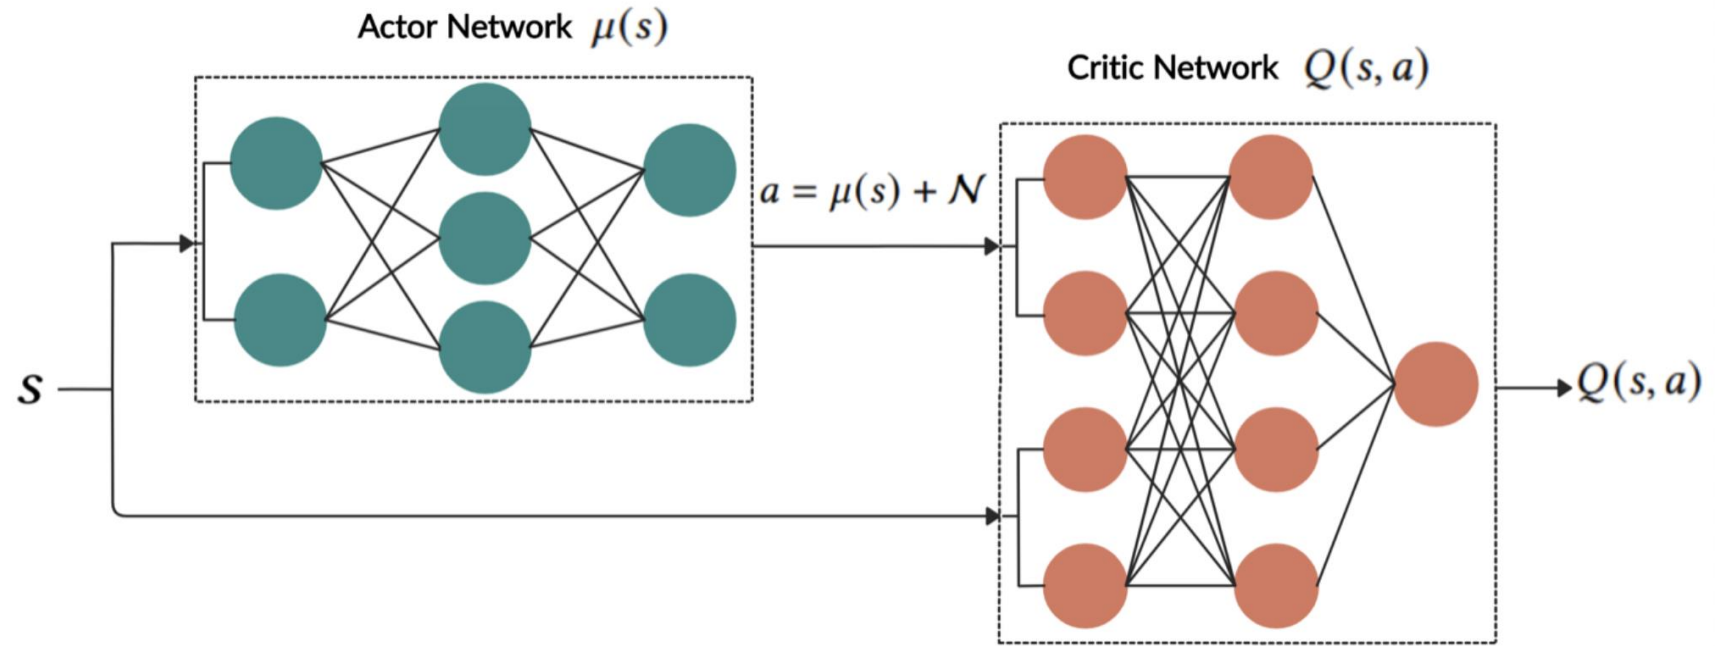 Actor Network μ(s)
Critic Network Q(s, a)
a = μ(s) + N
s
Q(s, a)